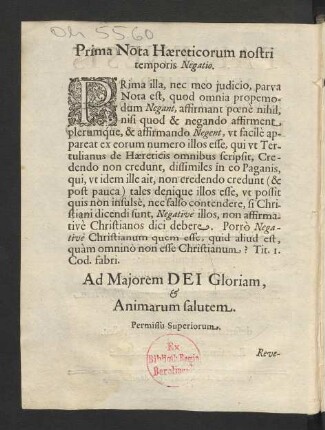 Dh 5560
Prima Nota Hæreticorum nostri
temporis Negatio.
PRima illa, nec meo judicio, parva
Nota est, quod omnia propemo-
dum Negant, affirmant pœnè nihil,
nisi quod & negando affirment
plerumque, & affirmando Negent, vt facilè ap-
pareat ex eorum numero illos esse, qui vt Ter-
tulianus de Hæreticis omnibus scripsit, Cre-
dendo non credunt, dissimiles in eo Paganis,
qui, vt idem ille ait, non credendo credunt (&
post pauca) tales denique illos esse, vt possit
quis non insulsè, nec falsò contendere, si Chri-
stiani dicendi sunt, Negativè illos, non affirma-
tivè Christianos dici debere. Porrò Nega-
tivè Christianum quem esse, quid aliud est,
quàm omninò non esse Christianum? Tit. 1.
Cod. fabri.
Ad Majorem DEI Gloriam,
&
Animarum salutem.
Permissu Superiorum.
Ex
Biblioth. Regia
Berolinensi
Reve-